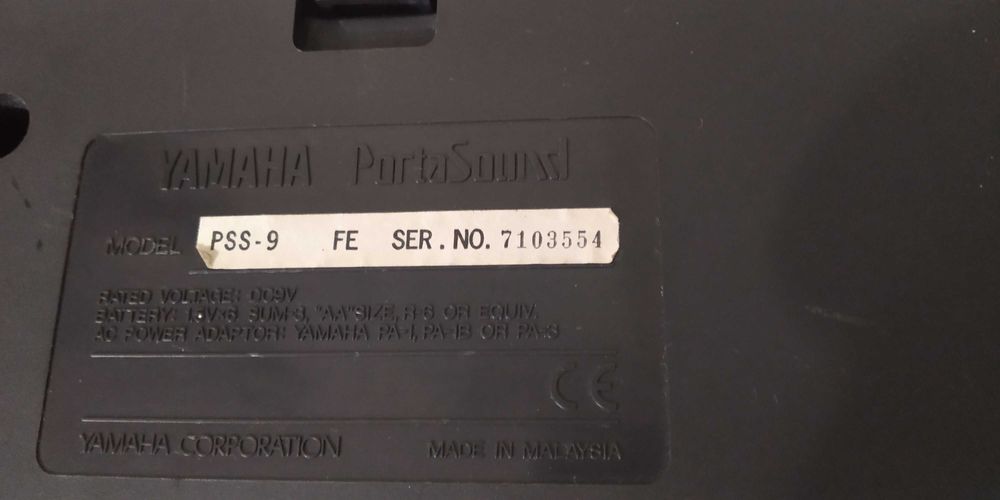 YAMAHA PortaSound
MODEL PSS-9 FE SER.NO. 7103554
RATED VOLTAGE: DC9V
BATTERY: 1.5V×6 SUM-3, "AA"SIZE, R-6 OR EQUIV.
AC POWER ADAPTOR: YAMAHA PA-1, PA-1B OR PA-3
CE
YAMAHA CORPORATION MADE IN MALAYSIA